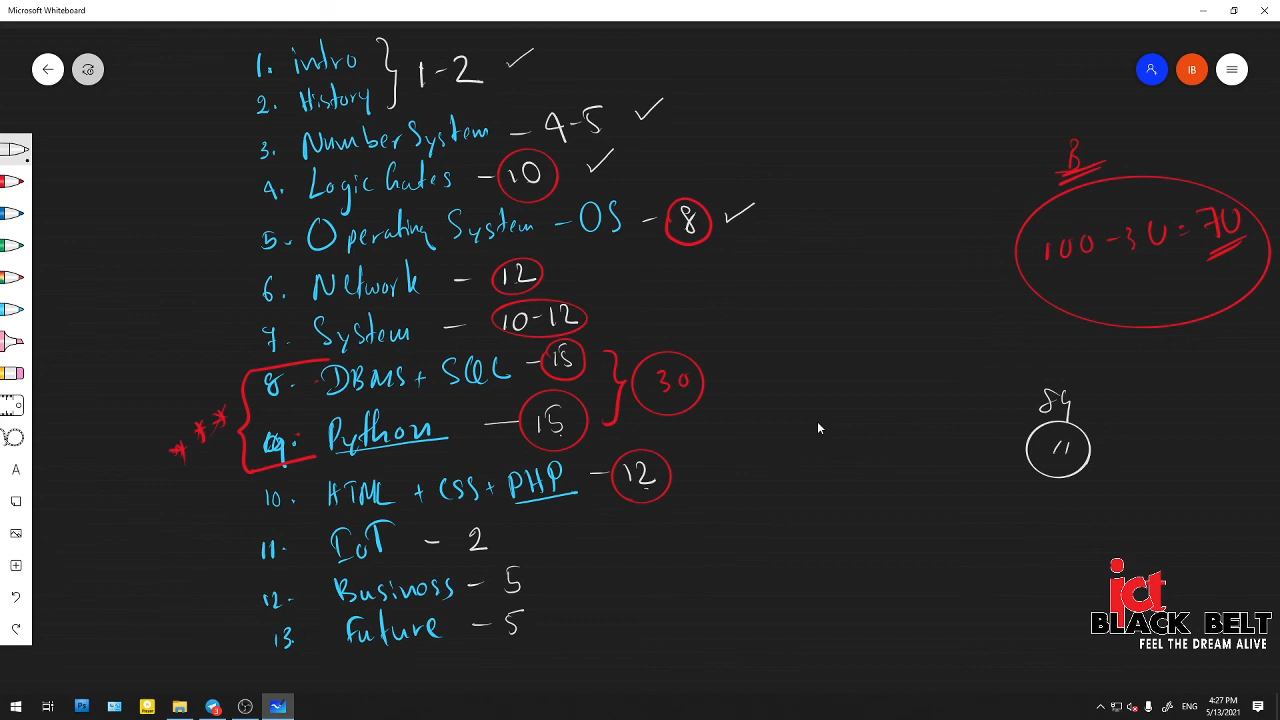 Microsoft Whiteboard
1. intro
2. History
} 1-2 ✓
3. Number System - 4-5 ✓
4. Logic Gates - 10 ✓
5. Operating System - OS - 8 ✓
6. Network - 12
7. System - 10-12
8. DBMS + SQL - 15
9. Python - 15
} 30
***
10. HTML + CSS + PHP - 12
11. IoT - 2
12. Business - 5
13. Future - 5
B
100 - 30 = 70
89
11
IB
A
ict
BLACK BELT
FEEL THE DREAM ALIVE
4:27 PM
5/13/2021